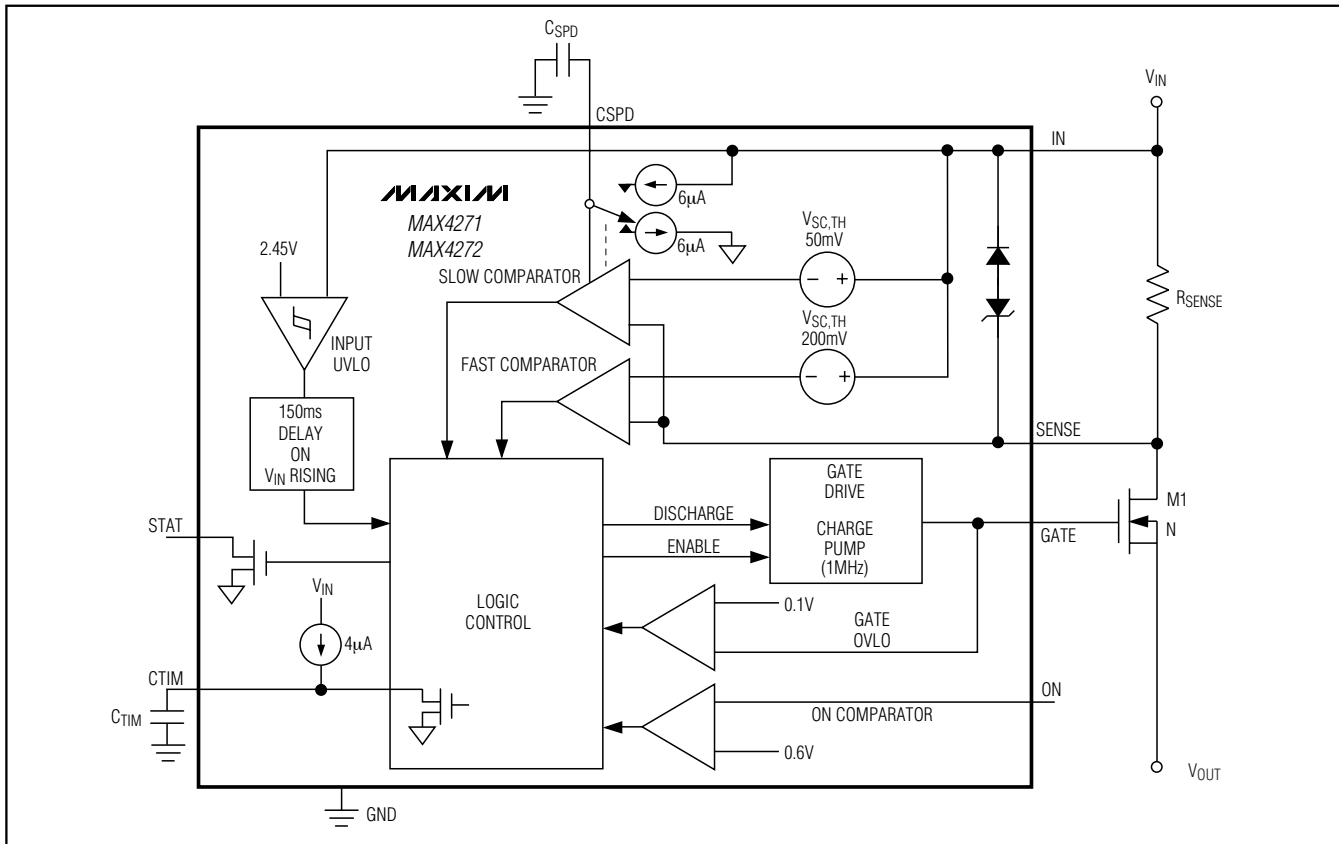 CSPD
VIN
CSPD
IN
MAXIM
MAX4271
MAX4272
6µA
6µA
VSC,TH
50mV
2.45V
SLOW COMPARATOR
RSENSE
VSC,TH
200mV
INPUT
UVLO
FAST COMPARATOR
150ms
DELAY
ON
VIN RISING
SENSE
GATE
DRIVE
CHARGE
PUMP
(1MHz)
M1
N
STAT
DISCHARGE
ENABLE
GATE
VIN
LOGIC
CONTROL
0.1V
GATE
OVLO
4µA
CTIM
CTIM
ON
ON COMPARATOR
0.6V
VOUT
GND